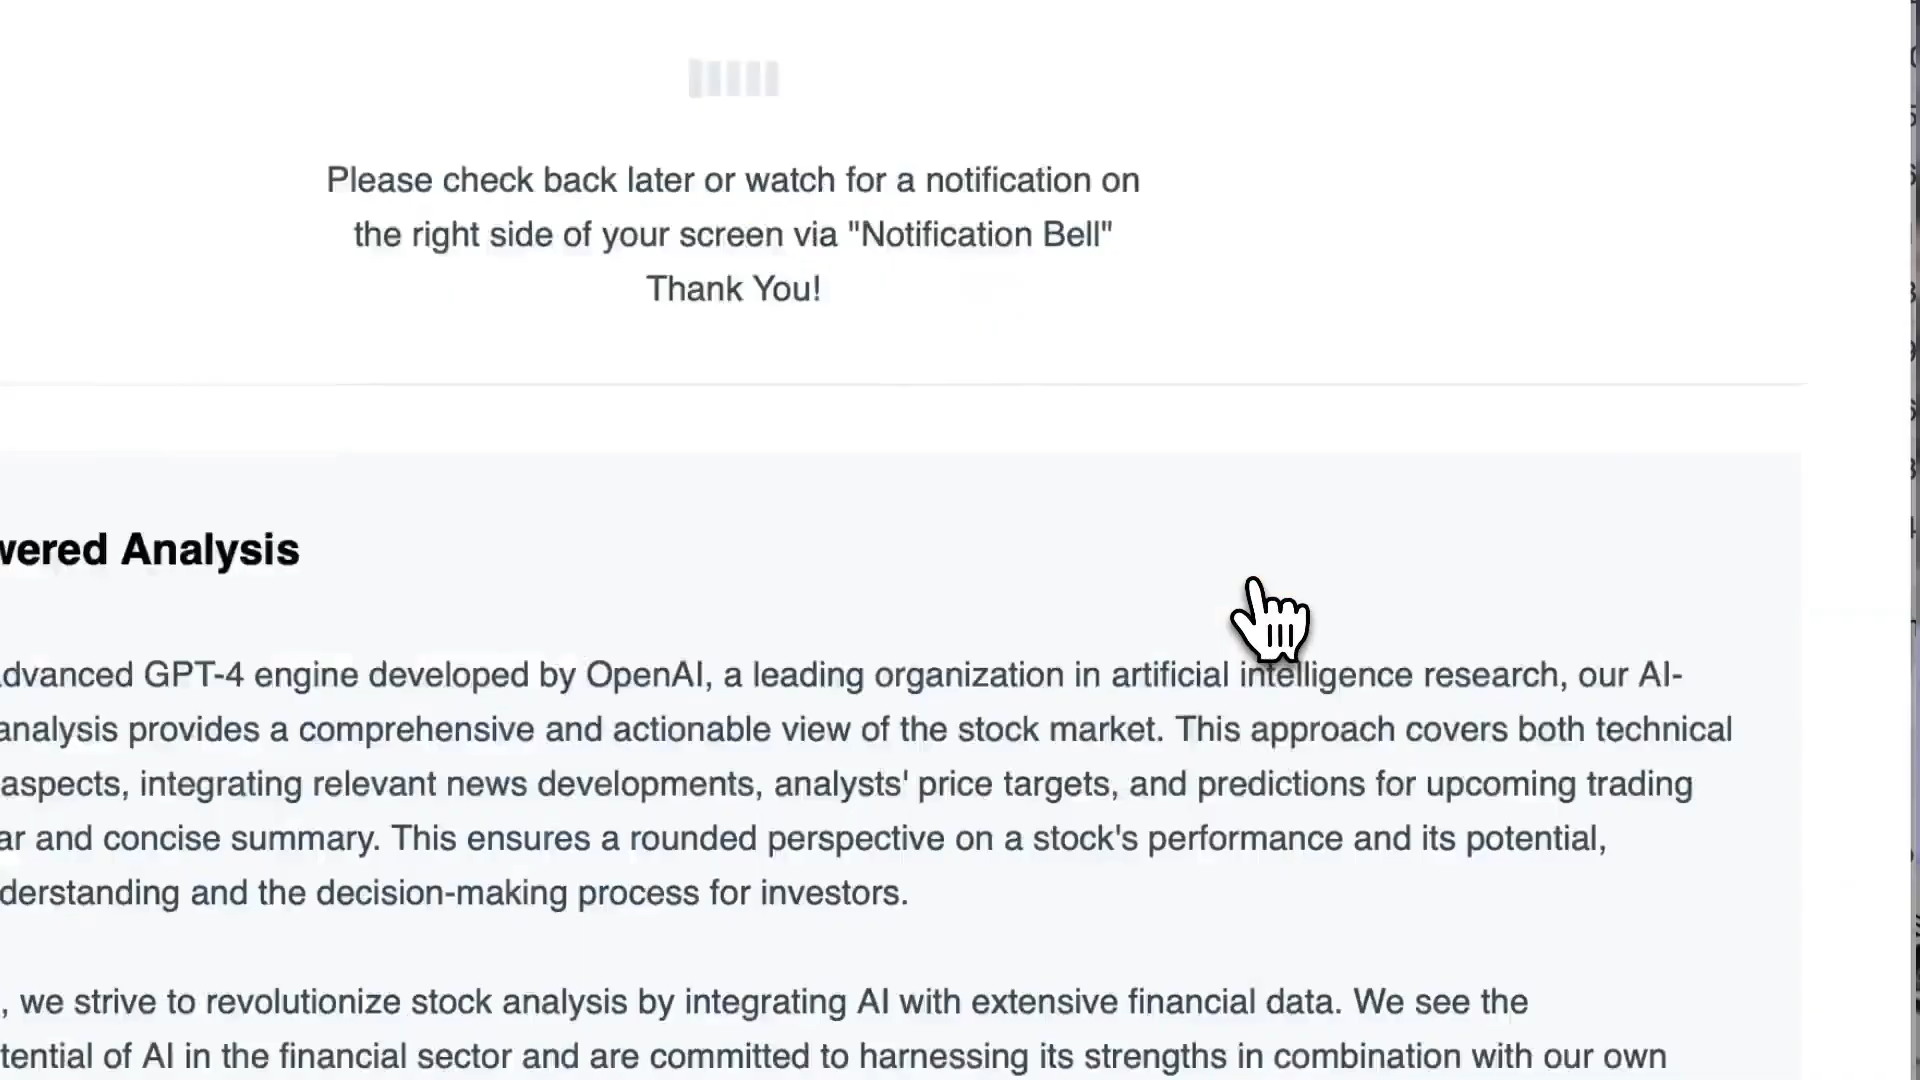 Please check back later or watch for a notification on
the right side of your screen via "Notification Bell"
Thank You!
wered Analysis
dvanced GPT-4 engine developed by OpenAI, a leading organization in artificial intelligence research, our AI-
analysis provides a comprehensive and actionable view of the stock market. This approach covers both technical
aspects, integrating relevant news developments, analysts' price targets, and predictions for upcoming trading
ar and concise summary. This ensures a rounded perspective on a stock's performance and its potential,
derstanding and the decision-making process for investors.
, we strive to revolutionize stock analysis by integrating AI with extensive financial data. We see the
tential of AI in the financial sector and are committed to harnessing its strengths in combination with our own